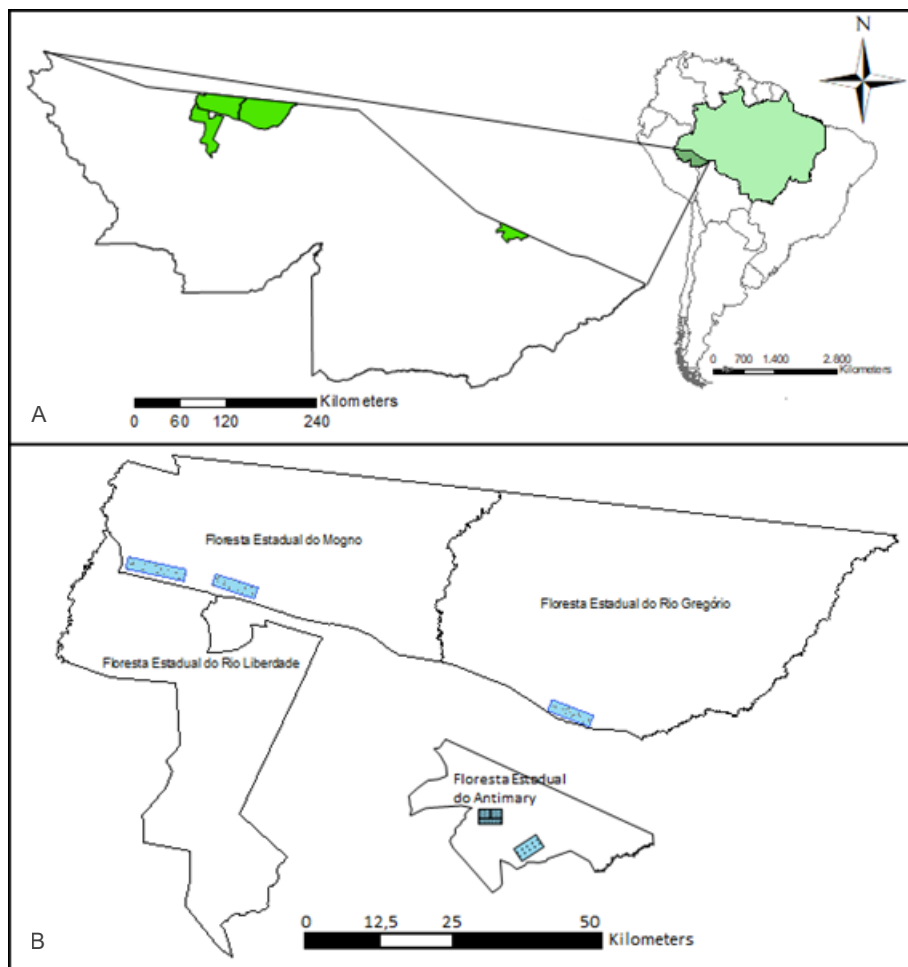 N
0 700 1.400 2.800
Kilometers
Kilometers
0 60 120 240
A
Floresta Estadual do Mogno
Floresta Estadual do Rio Gregório
Floresta Estadual do Rio Liberdade
Floresta Estadual
do Antimary
0 12,5 25 50
Kilometers
B